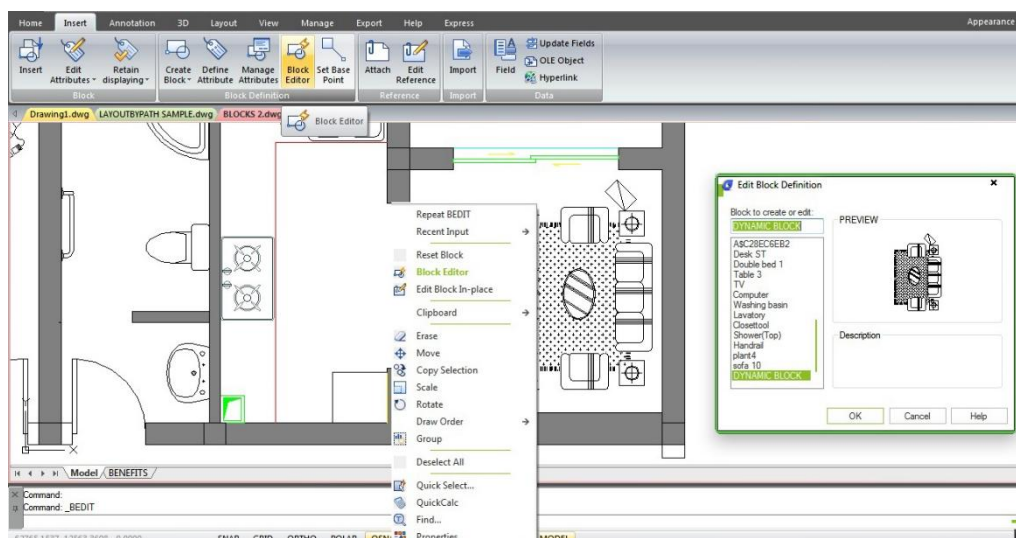 Home Insert Annotation 3D Layout View Manage Export Help Express Appearance
Insert Edit Attributes Retain displaying Create Block Define Attribute Manage Attributes Block Editor Set Base Point Attach Edit Reference Import Field Update Fields
OLE Object
Hyperlink
Block Block Definition Reference Import Data
Drawing1.dwg LAYOUTBYPATH SAMPLE.dwg BLOCKS 2.dwg
Block Editor
Repeat BEDIT
Recent Input
Reset Block
Block Editor
Edit Block In-place
Clipboard
Erase
Move
Copy Selection
Scale
Rotate
Draw Order
Group
Deselect All
Quick Select...
QuickCalc
Find...
Properties
Edit Block Definition
Block to create or edit:
DYNAMIC BLOCK
A$C28EC6EB2
Desk ST
Double bed 1
Table 3
TV
Computer
Washing basin
Lavatory
Closettool
Shower(Top)
Handrail
plant4
sofa 10
DYNAMIC BLOCK
PREVIEW
Description
OK Cancel Help
X
Model BENEFITS
Command:
Command: _BEDIT
SNAP GRID ORTHO POLAR MODEL